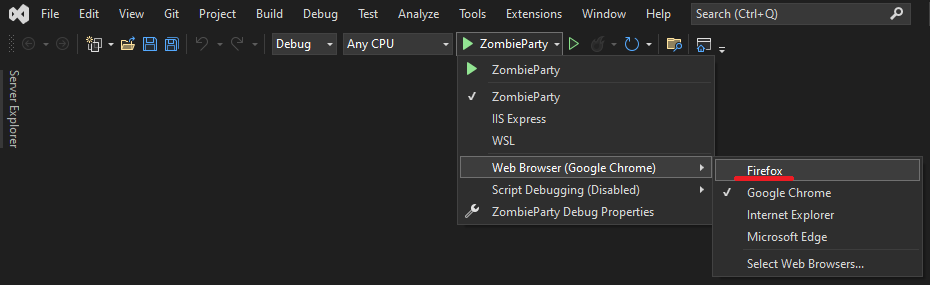 File Edit View Git Project Build Debug Test Analyze Tools Extensions Window Help Search (Ctrl+Q)
Debug Any CPU ZombieParty
Server Explorer
ZombieParty
ZombieParty
IIS Express
WSL
Web Browser (Google Chrome)
Script Debugging (Disabled)
ZombieParty Debug Properties
Firefox
Google Chrome
Internet Explorer
Microsoft Edge
Select Web Browsers...